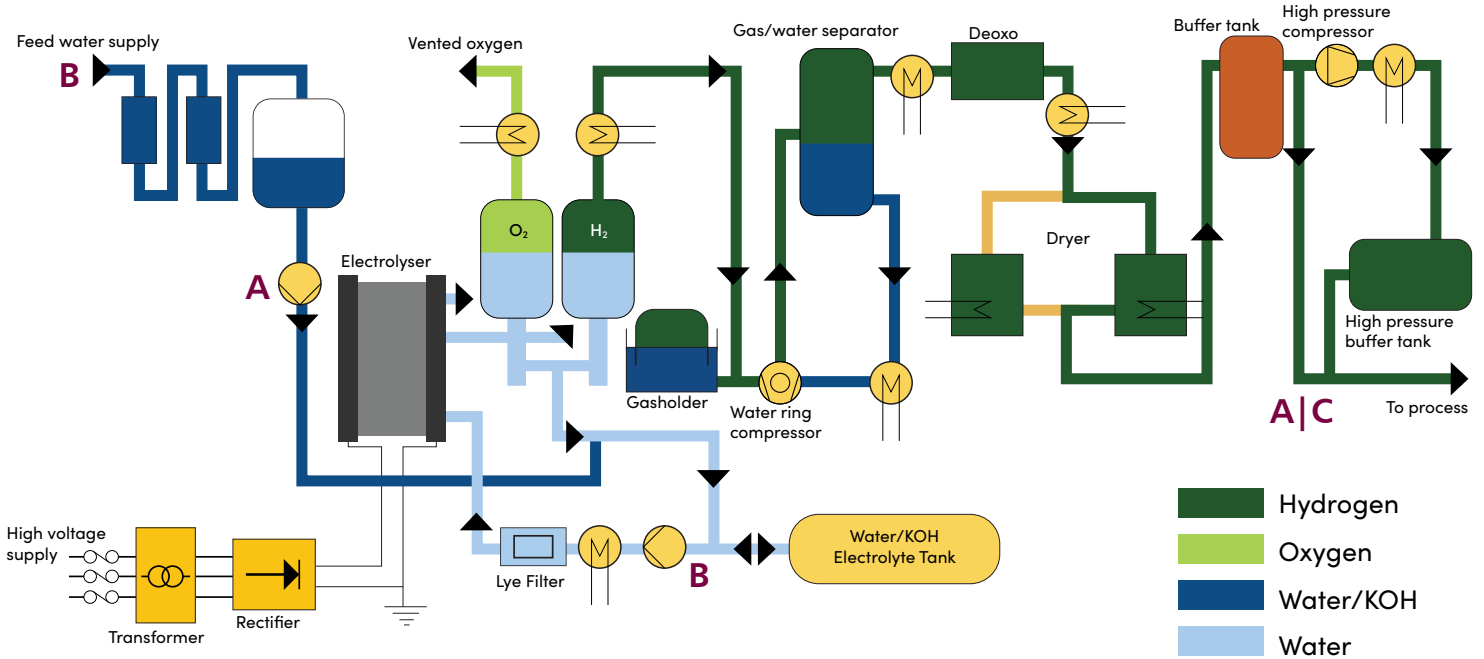 Feed water supply
B
Vented oxygen
Gas/water separator
Deoxo
Buffer tank
High pressure
compressor
O₂
H₂
Electrolyser
A
Dryer
Gasholder
Water ring
compressor
High pressure
buffer tank
A|C
To process
High voltage
supply
Transformer
Rectifier
Lye Filter
B
Water/KOH
Electrolyte Tank
Hydrogen
Oxygen
Water/KOH
Water